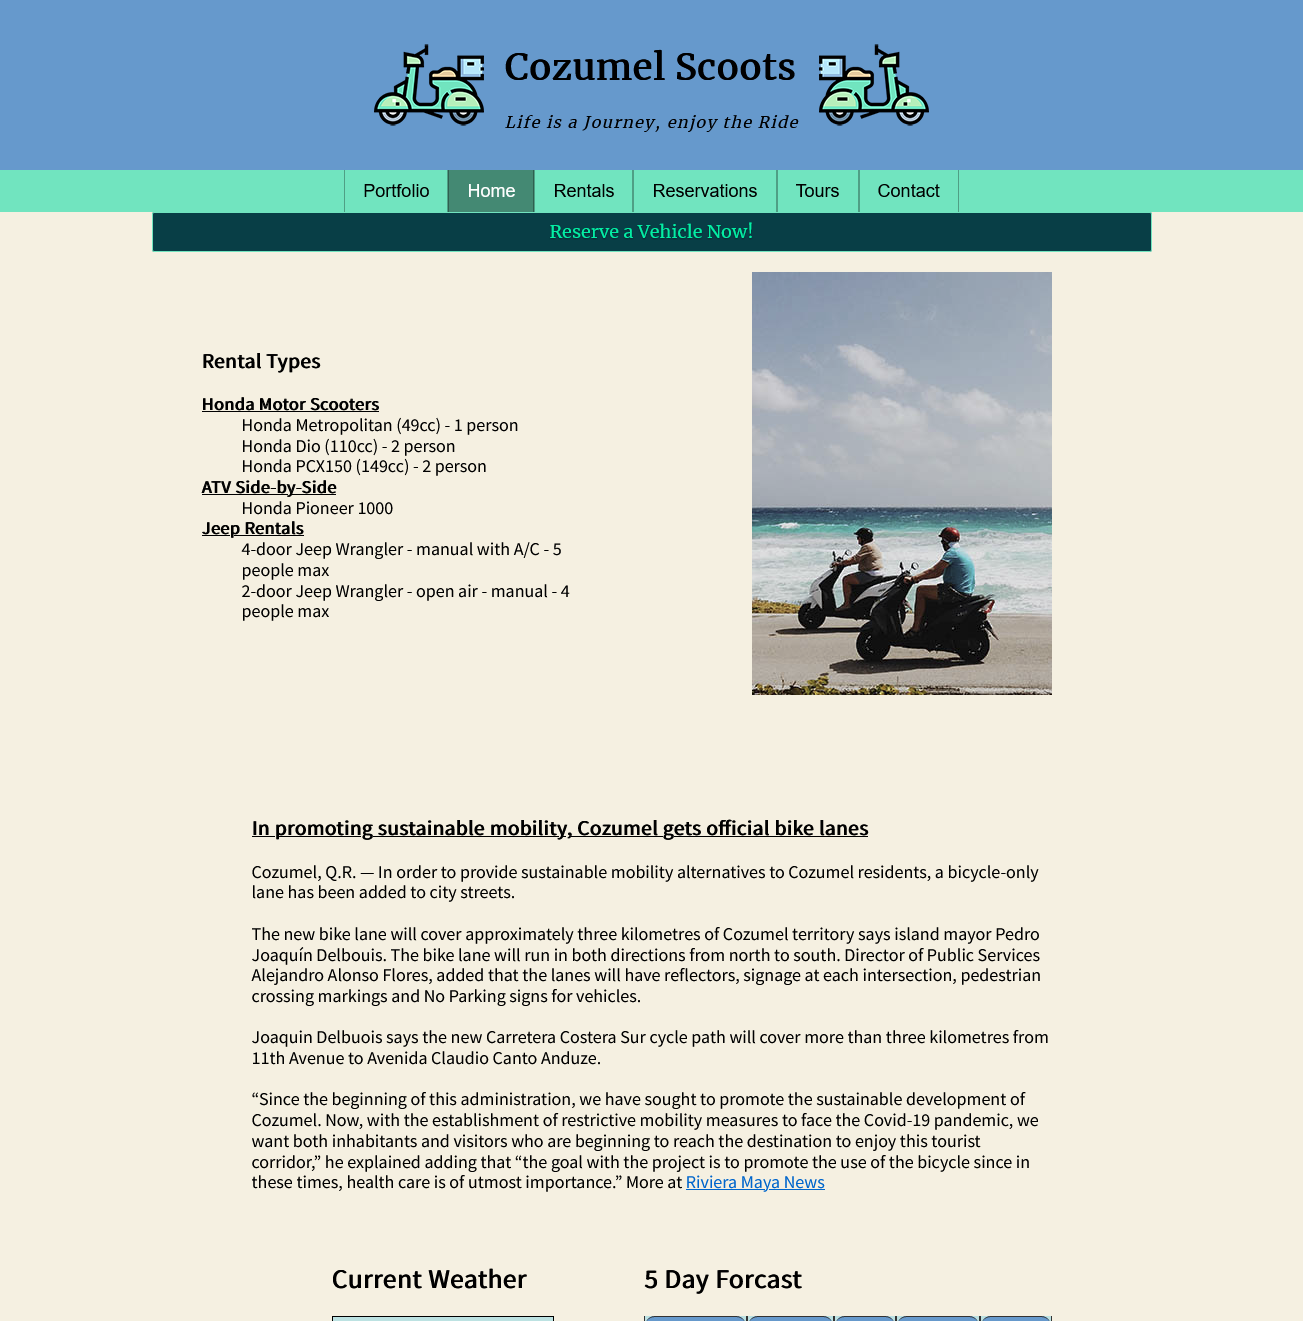 Cozumel Scoots
Life is a Journey, enjoy the Ride
Portfolio Home Rentals Reservations Tours Contact
Reserve a Vehicle Now!
Rental Types
Honda Motor Scooters
Honda Metropolitan (49cc) - 1 person
Honda Dio (110cc) - 2 person
Honda PCX150 (149cc) - 2 person
ATV Side-by-Side
Honda Pioneer 1000
Jeep Rentals
4-door Jeep Wrangler - manual with A/C - 5
people max
2-door Jeep Wrangler - open air - manual - 4
people max
In promoting sustainable mobility, Cozumel gets official bike lanes
Cozumel, Q.R. — In order to provide sustainable mobility alternatives to Cozumel residents, a bicycle-only
lane has been added to city streets.
The new bike lane will cover approximately three kilometres of Cozumel territory says island mayor Pedro
Joaquín Delbouis. The bike lane will run in both directions from north to south. Director of Public Services
Alejandro Alonso Flores, added that the lanes will have reflectors, signage at each intersection, pedestrian
crossing markings and No Parking signs for vehicles.
Joaquin Delbuois says the new Carretera Costera Sur cycle path will cover more than three kilometres from
11th Avenue to Avenida Claudio Canto Anduze.
“Since the beginning of this administration, we have sought to promote the sustainable development of
Cozumel. Now, with the establishment of restrictive mobility measures to face the Covid-19 pandemic, we
want both inhabitants and visitors who are beginning to reach the destination to enjoy this tourist
corridor,” he explained adding that “the goal with the project is to promote the use of the bicycle since in
these times, health care is of utmost importance.” More at Riviera Maya News
Current Weather
5 Day Forcast